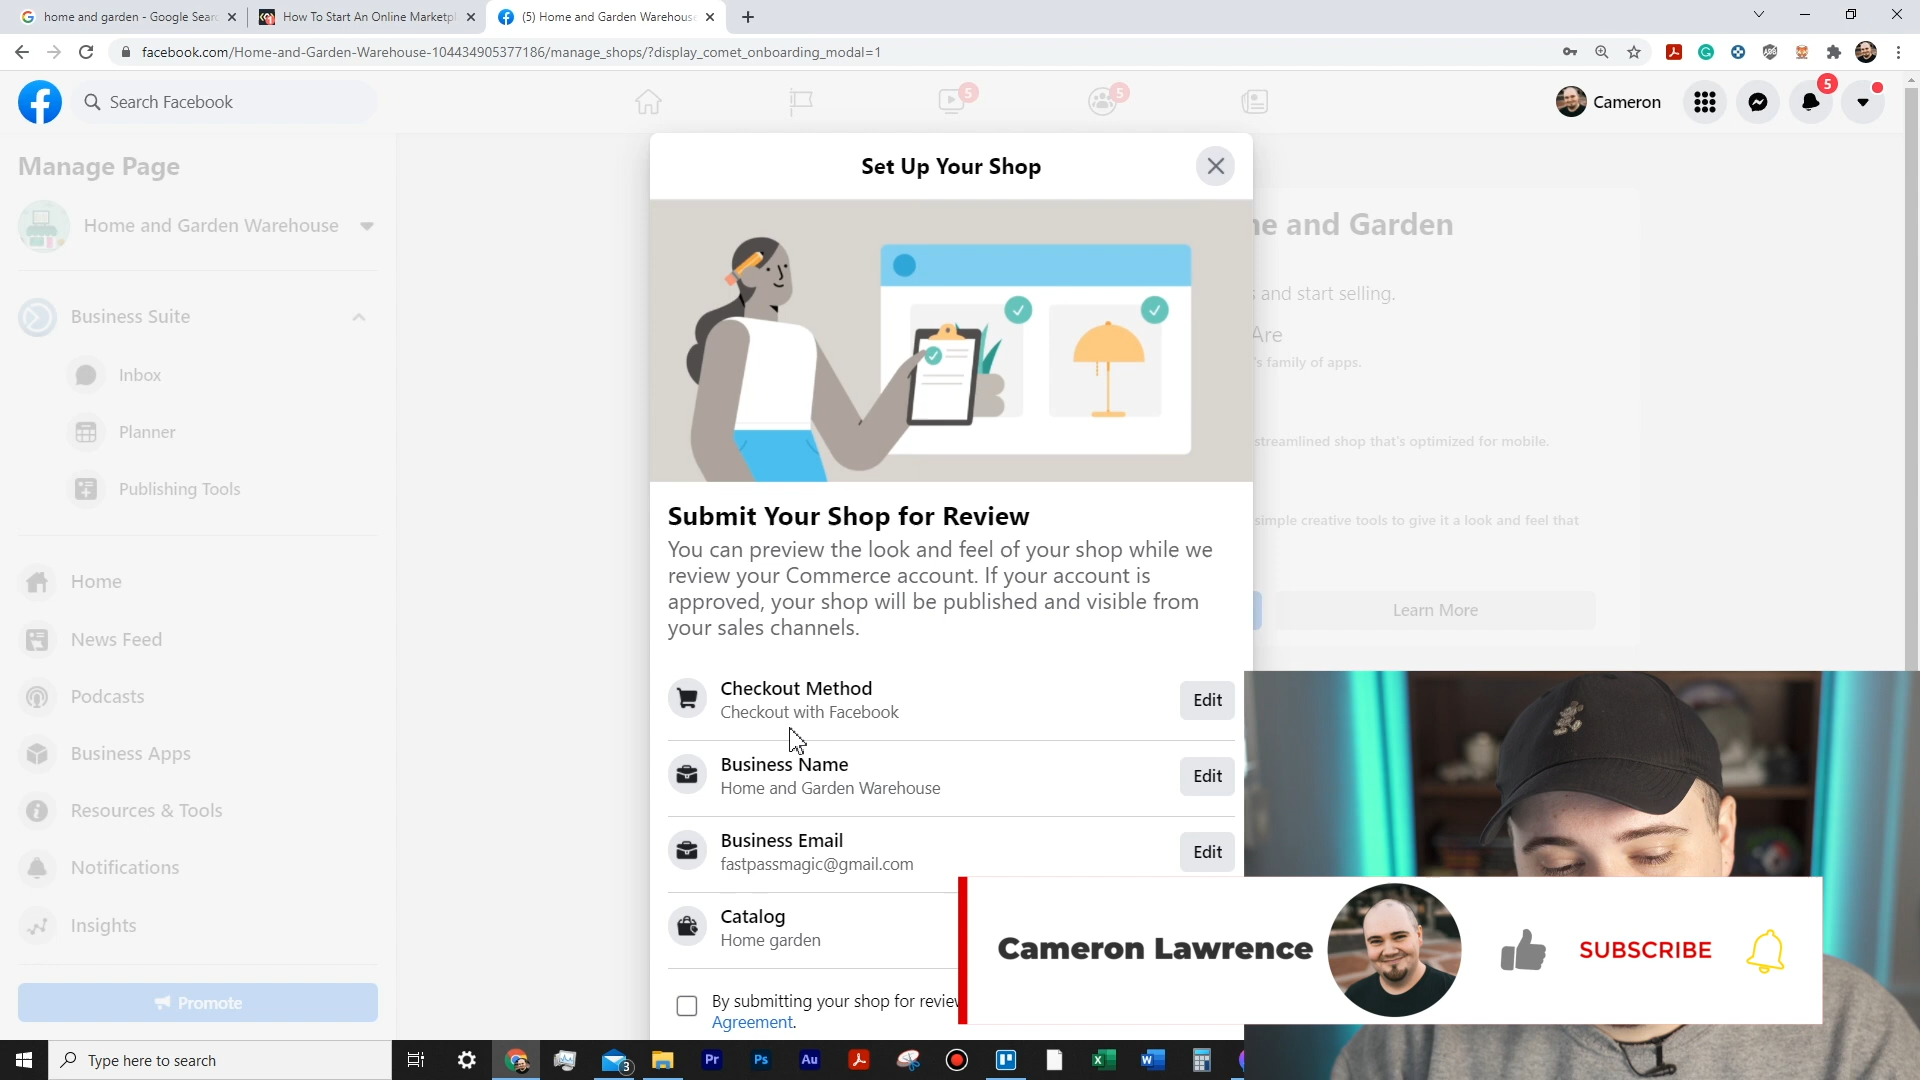 home and garden - Google Sear
How To Start An Online Marketpl
(5) Home and Garden Warehouse
facebook.com/Home-and-Garden-Warehouse-104434905377186/manage_shops/?display_comet_onboarding_modal=1
Search Facebook
5
5
Cameron
5
Manage Page
Home and Garden Warehouse
Business Suite
Inbox
Planner
Publishing Tools
Home
News Feed
Podcasts
Business Apps
Resources & Tools
Notifications
Insights
Promote
Set Up Your Shop
Submit Your Shop for Review
You can preview the look and feel of your shop while we
review your Commerce account. If your account is
approved, your shop will be published and visible from
your sales channels.
Checkout Method
Checkout with Facebook
Edit
Business Name
Home and Garden Warehouse
Edit
Business Email
fastpassmagic@gmail.com
Edit
Catalog
Home garden
By submitting your shop for review
Agreement.
ne and Garden
s and start selling.
Are
's family of apps.
streamlined shop that's optimized for mobile.
simple creative tools to give it a look and feel that
Learn More
Cameron Lawrence
SUBSCRIBE
Type here to search
3
Pr
Ps
Au